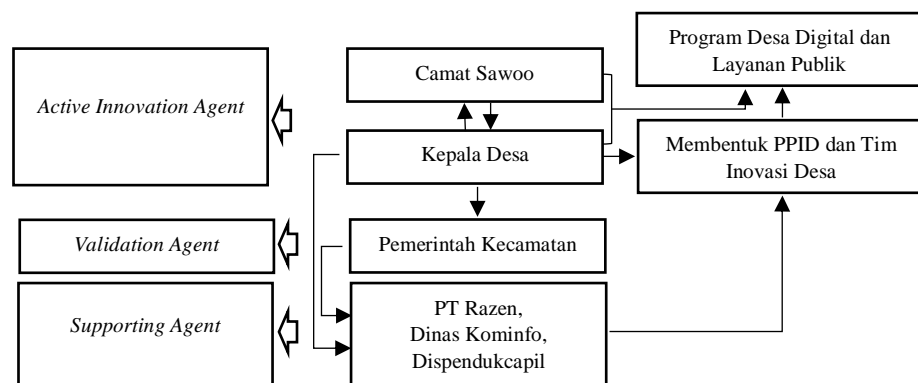 Program Desa Digital dan
Layanan Publik
Camat Sawoo
Active Innovation Agent
Kepala Desa
Membentuk PPID dan Tim
Inovasi Desa
Validation Agent
Pemerintah Kecamatan
Supporting Agent
PT Razen,
Dinas Kominfo,
Dispendukcapil